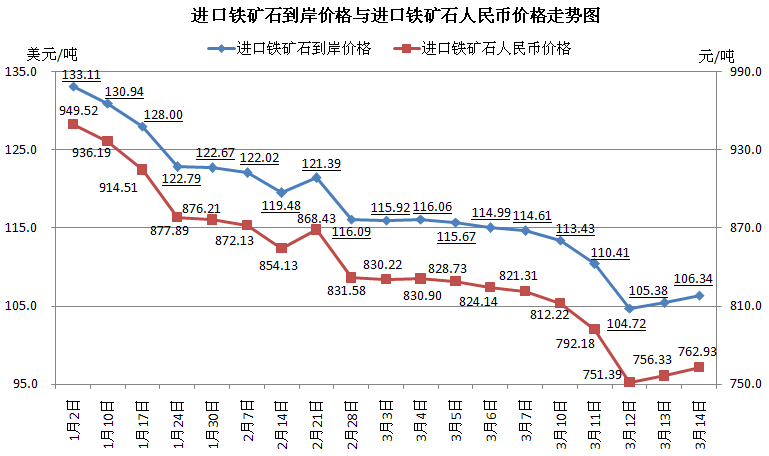 进口铁矿石到岸价格与进口铁矿石人民币价格走势图
美元/吨
进口铁矿石到岸价格
进口铁矿石人民币价格
元/吨
135.0
125.0
115.0
105.0
95.0
990.0
930.0
870.0
810.0
750.0
133.11
130.94
128.00
122.79
122.67
122.02
119.48
121.39
116.09
115.92
116.06
115.67
114.99
114.61
113.43
110.41
104.72
105.38
106.34
949.52
936.19
914.51
877.89
876.21
872.13
854.13
868.43
831.58
830.22
830.90
828.73
824.14
821.31
812.22
792.18
751.39
756.33
762.93
1月2日
1月10日
1月17日
1月24日
1月30日
2月7日
2月14日
2月21日
2月28日
3月3日
3月4日
3月5日
3月6日
3月7日
3月10日
3月11日
3月12日
3月13日
3月14日